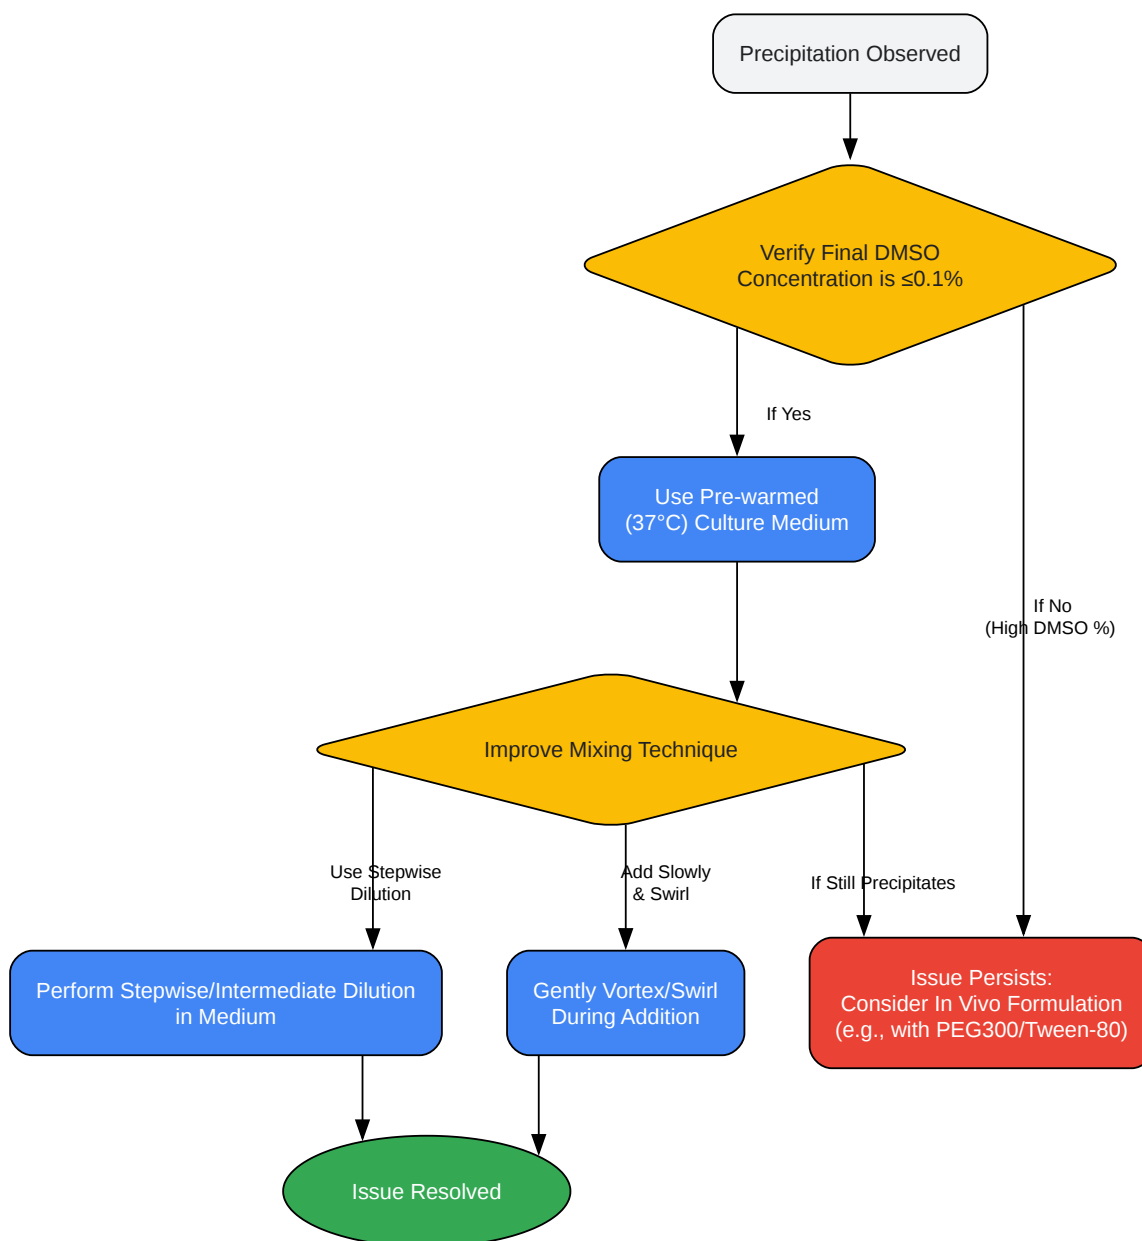 Precipitation Observed
Verify Final DMSO
Concentration is ≤0.1%
If Yes
Use Pre-warmed
(37°C) Culture Medium
If No
(High DMSO %)
Improve Mixing Technique
Use Stepwise
Dilution
Add Slowly
& Swirl
If Still Precipitates
Perform Stepwise/Intermediate Dilution
in Medium
Gently Vortex/Swirl
During Addition
Issue Persists:
Consider In Vivo Formulation
(e.g., with PEG300/Tween-80)
Issue Resolved